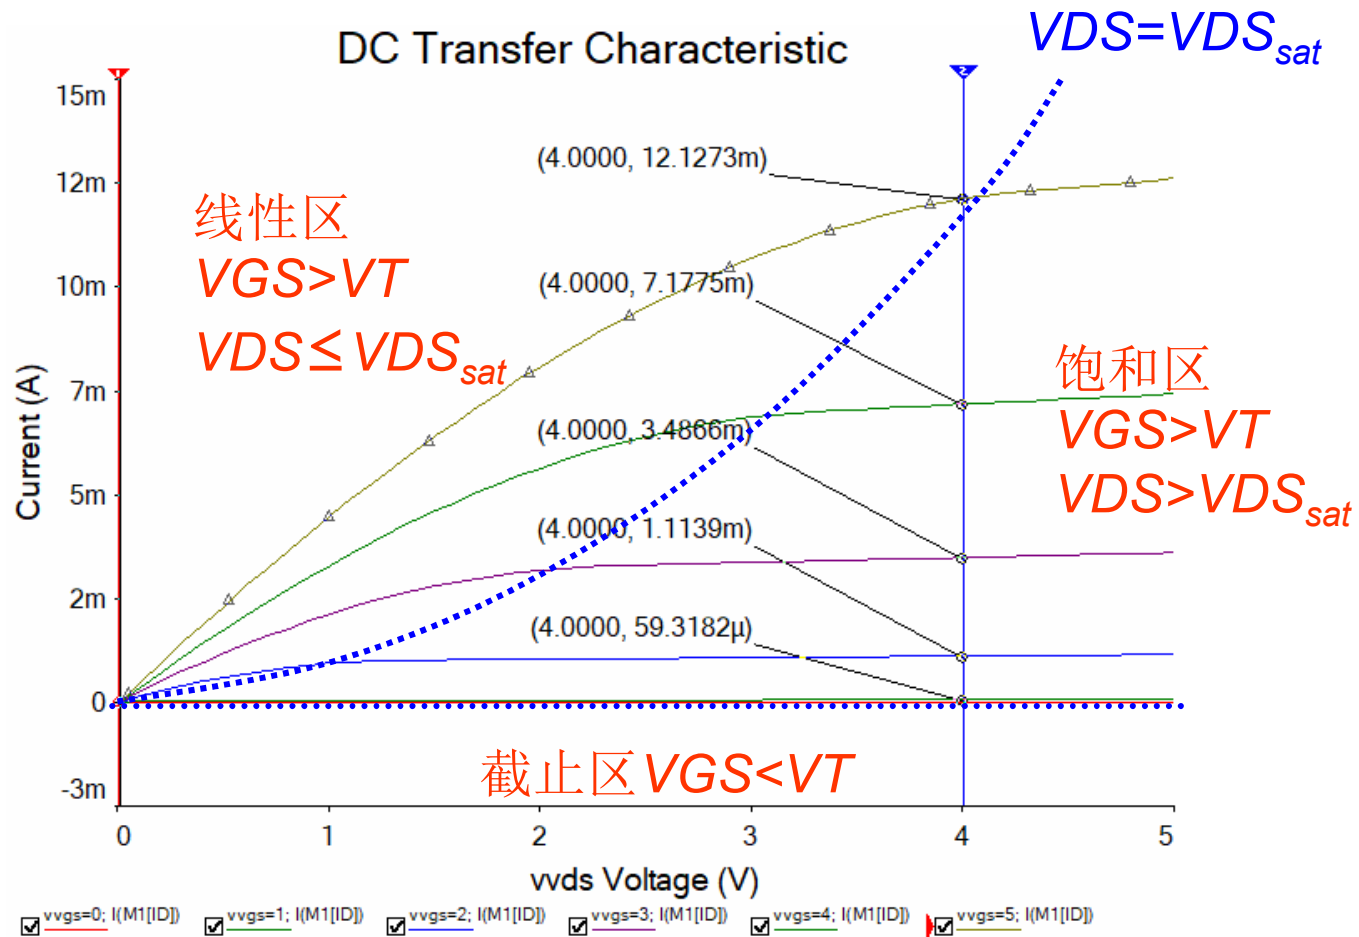 VDS=VDSsat
DC Transfer Characteristic
1
2
15m
12m
10m
7m
5m
2m
0
-3m
Current (A)
(4.0000, 12.1273m)
(4.0000, 7.1775m)
(4.0000, 3.4866m)
(4.0000, 1.1139m)
(4.0000, 59.3182µ)
线性区
VGS>VT
VDS≤VDSsat
饱和区
VGS>VT
VDS>VDSsat
截止区VGS<VT
0 1 2 3 4 5
vvds Voltage (V)
vvgs=0; I(M1[ID]) vvgs=1; I(M1[ID]) vvgs=2; I(M1[ID]) vvgs=3; I(M1[ID]) vvgs=4; I(M1[ID]) vvgs=5; I(M1[ID])